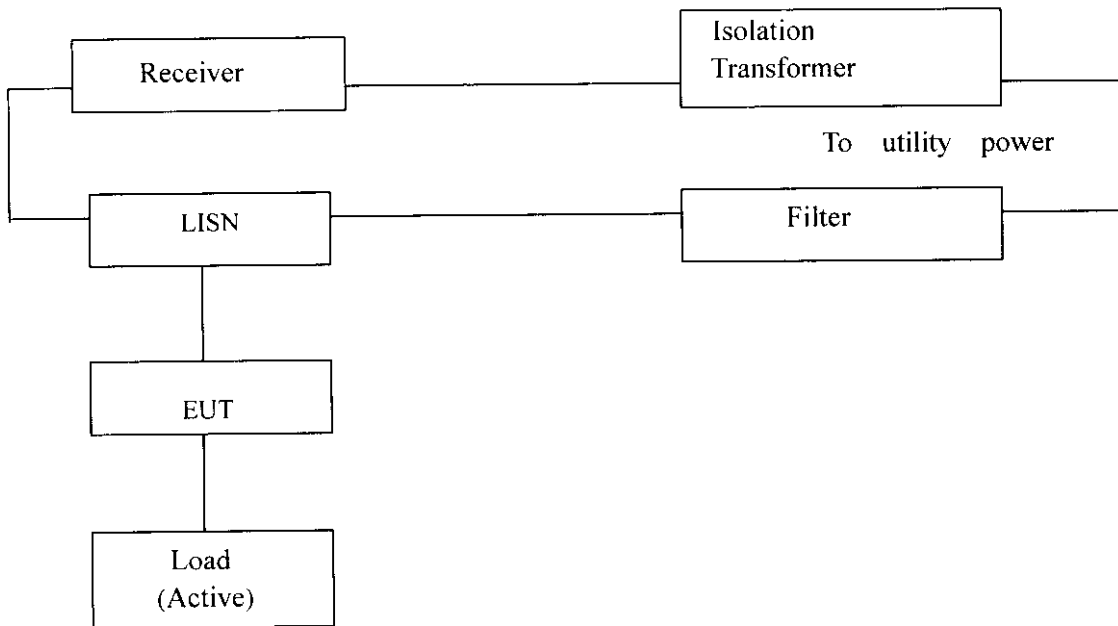 Receiver
Isolation
Transformer
To utility power
LISN
Filter
EUT
Load
(Active)